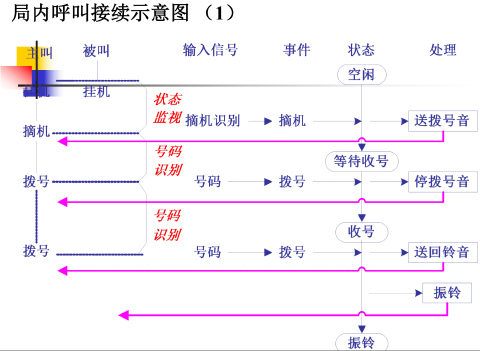 局内呼叫接续示意图（1）
主叫 被叫 输入信号 事件 状态 处理
空闲
挂机
状态
监视
摘机 摘机识别 摘机 送拨号音
号码
识别
等待收号
拨号 号码 拨号 停拨号音
号码
识别
收号
拨号 号码 拨号 送回铃音
振铃
振铃